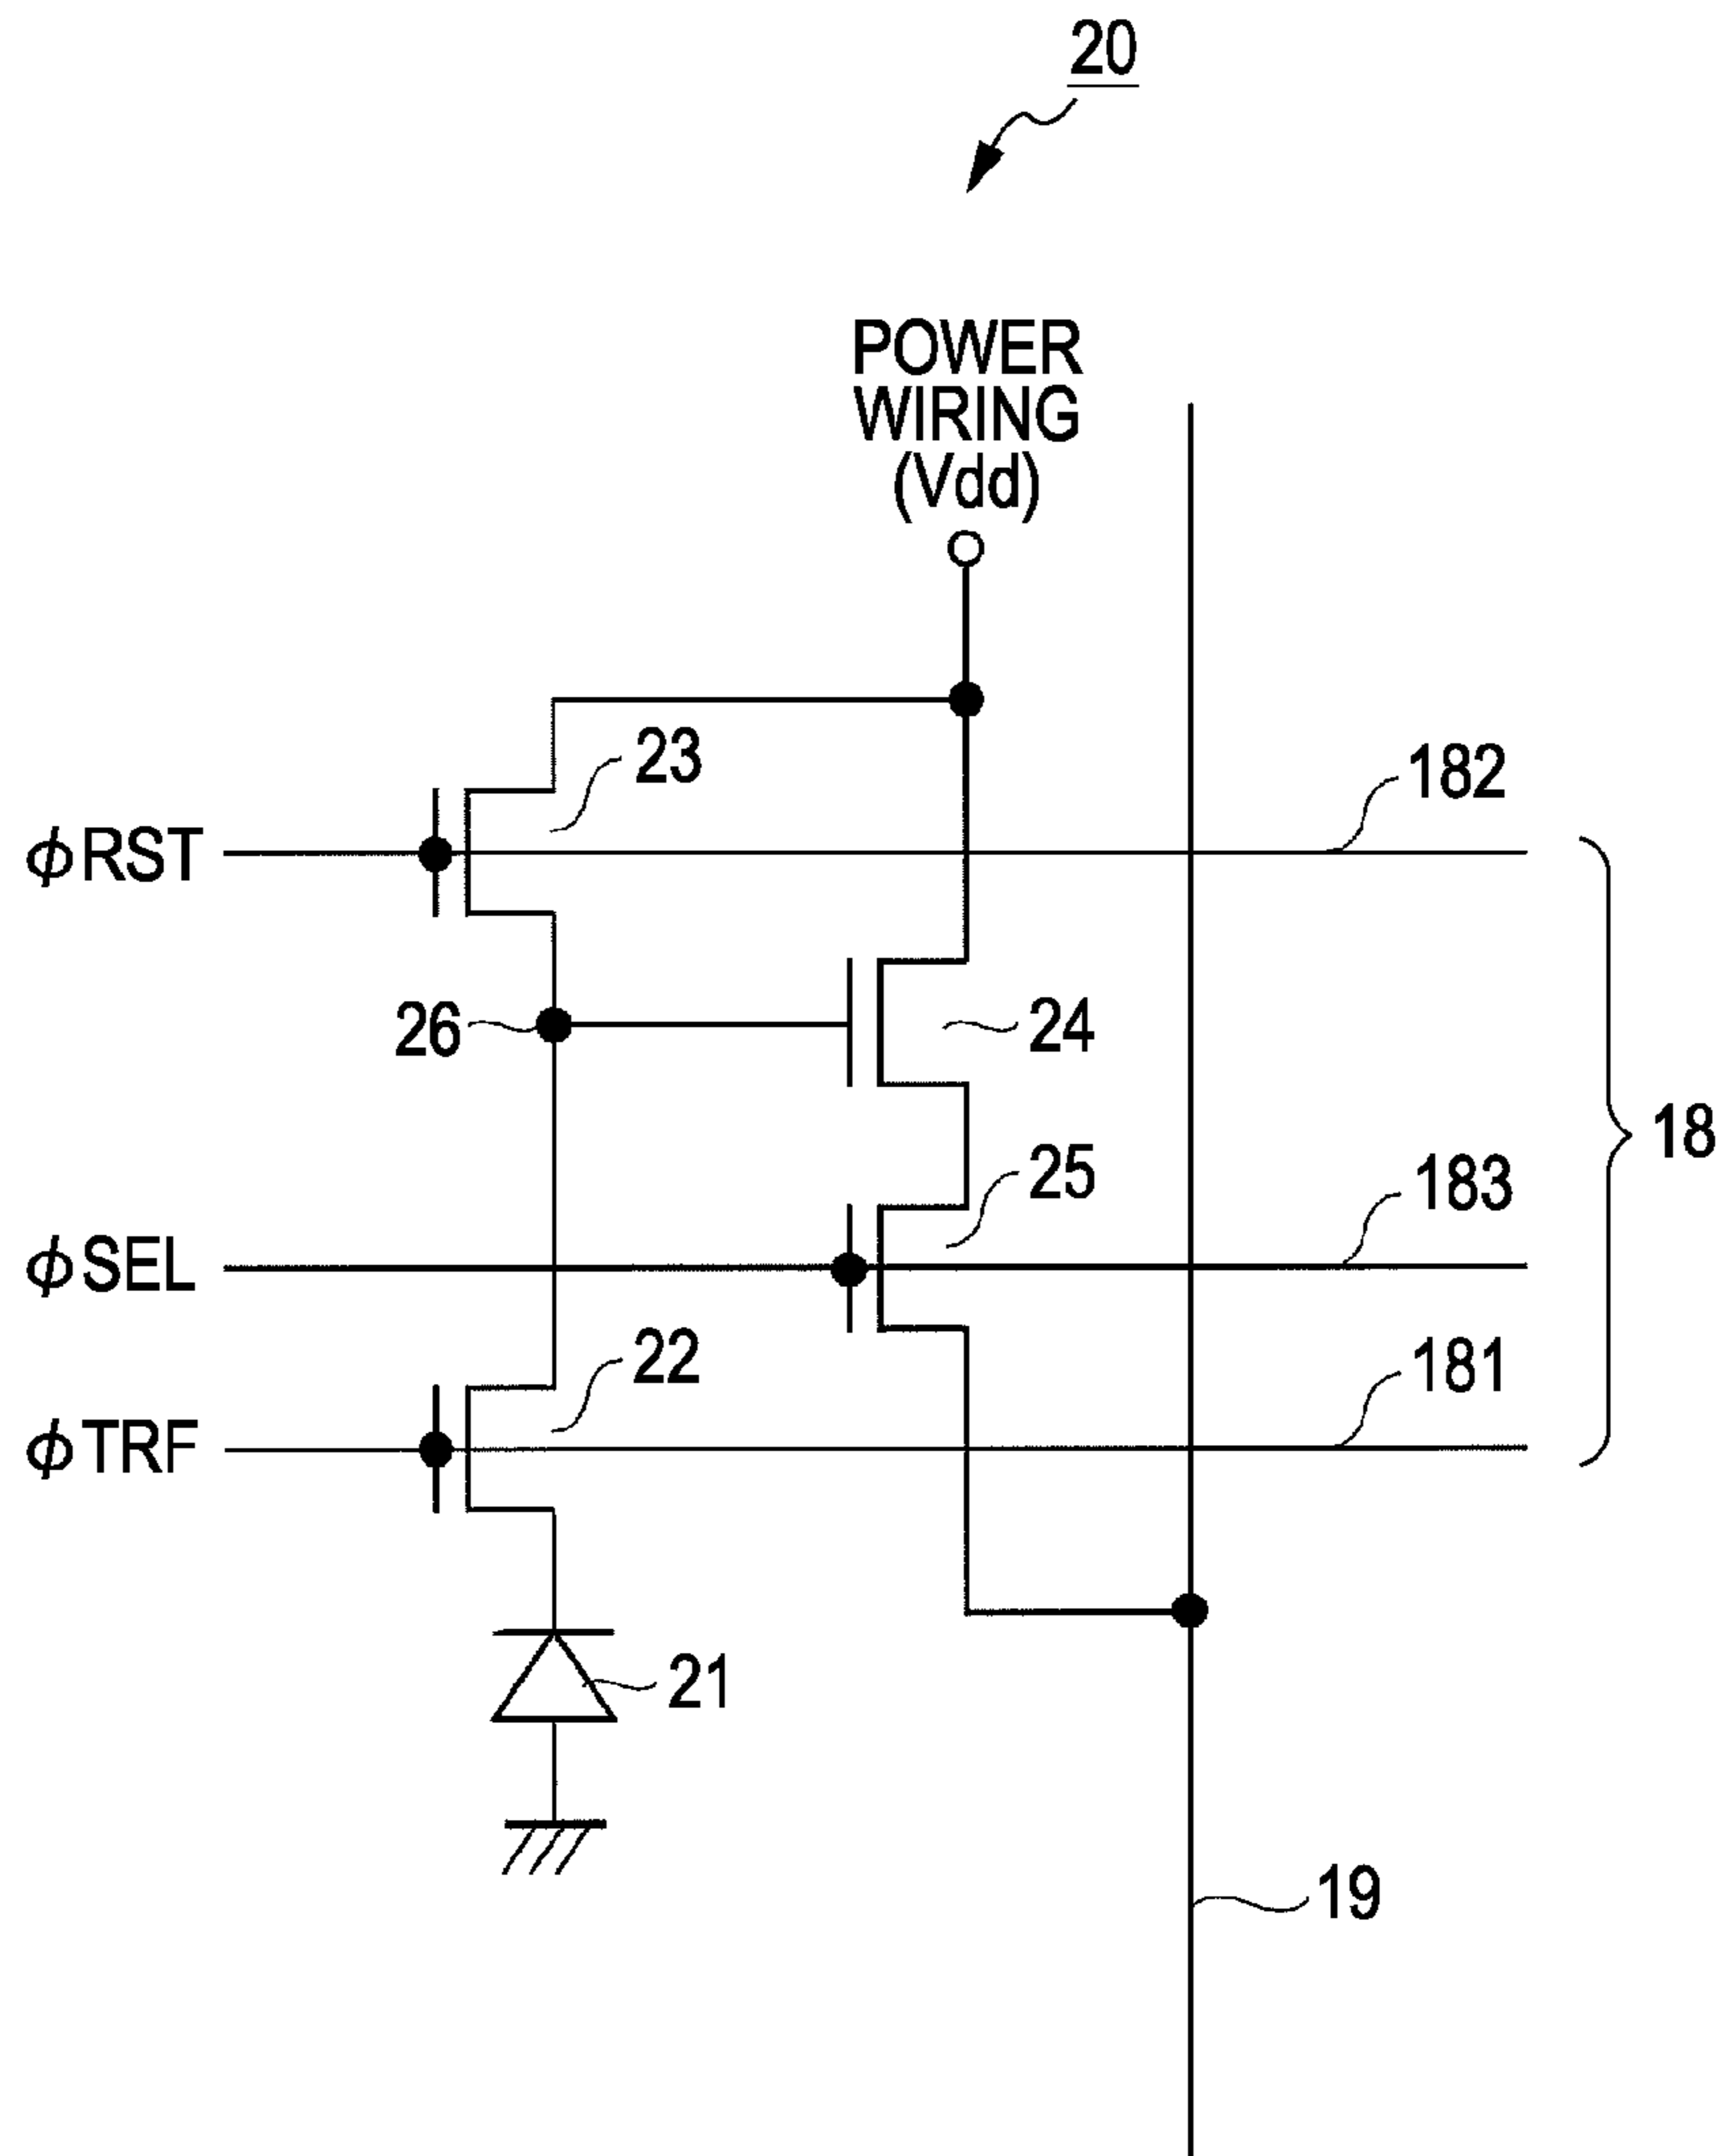 20
POWER
WIRING
(Vdd)
23
182
ϕRST
26
24
18
25
183
ϕSEL
22
181
ϕTRF
21
19